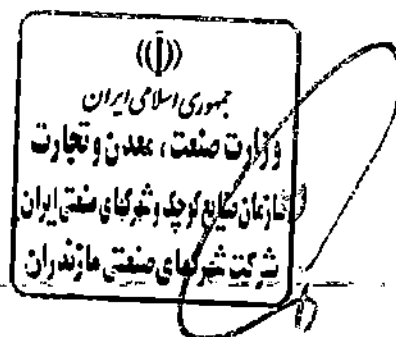 جمهوری اسلامی ایران
وزارت صنعت، معدن و تجارت
سازمان صنایع کوچک و شهرکهای صنعتی ایران
شرکت شهرکهای صنعتی مازندران